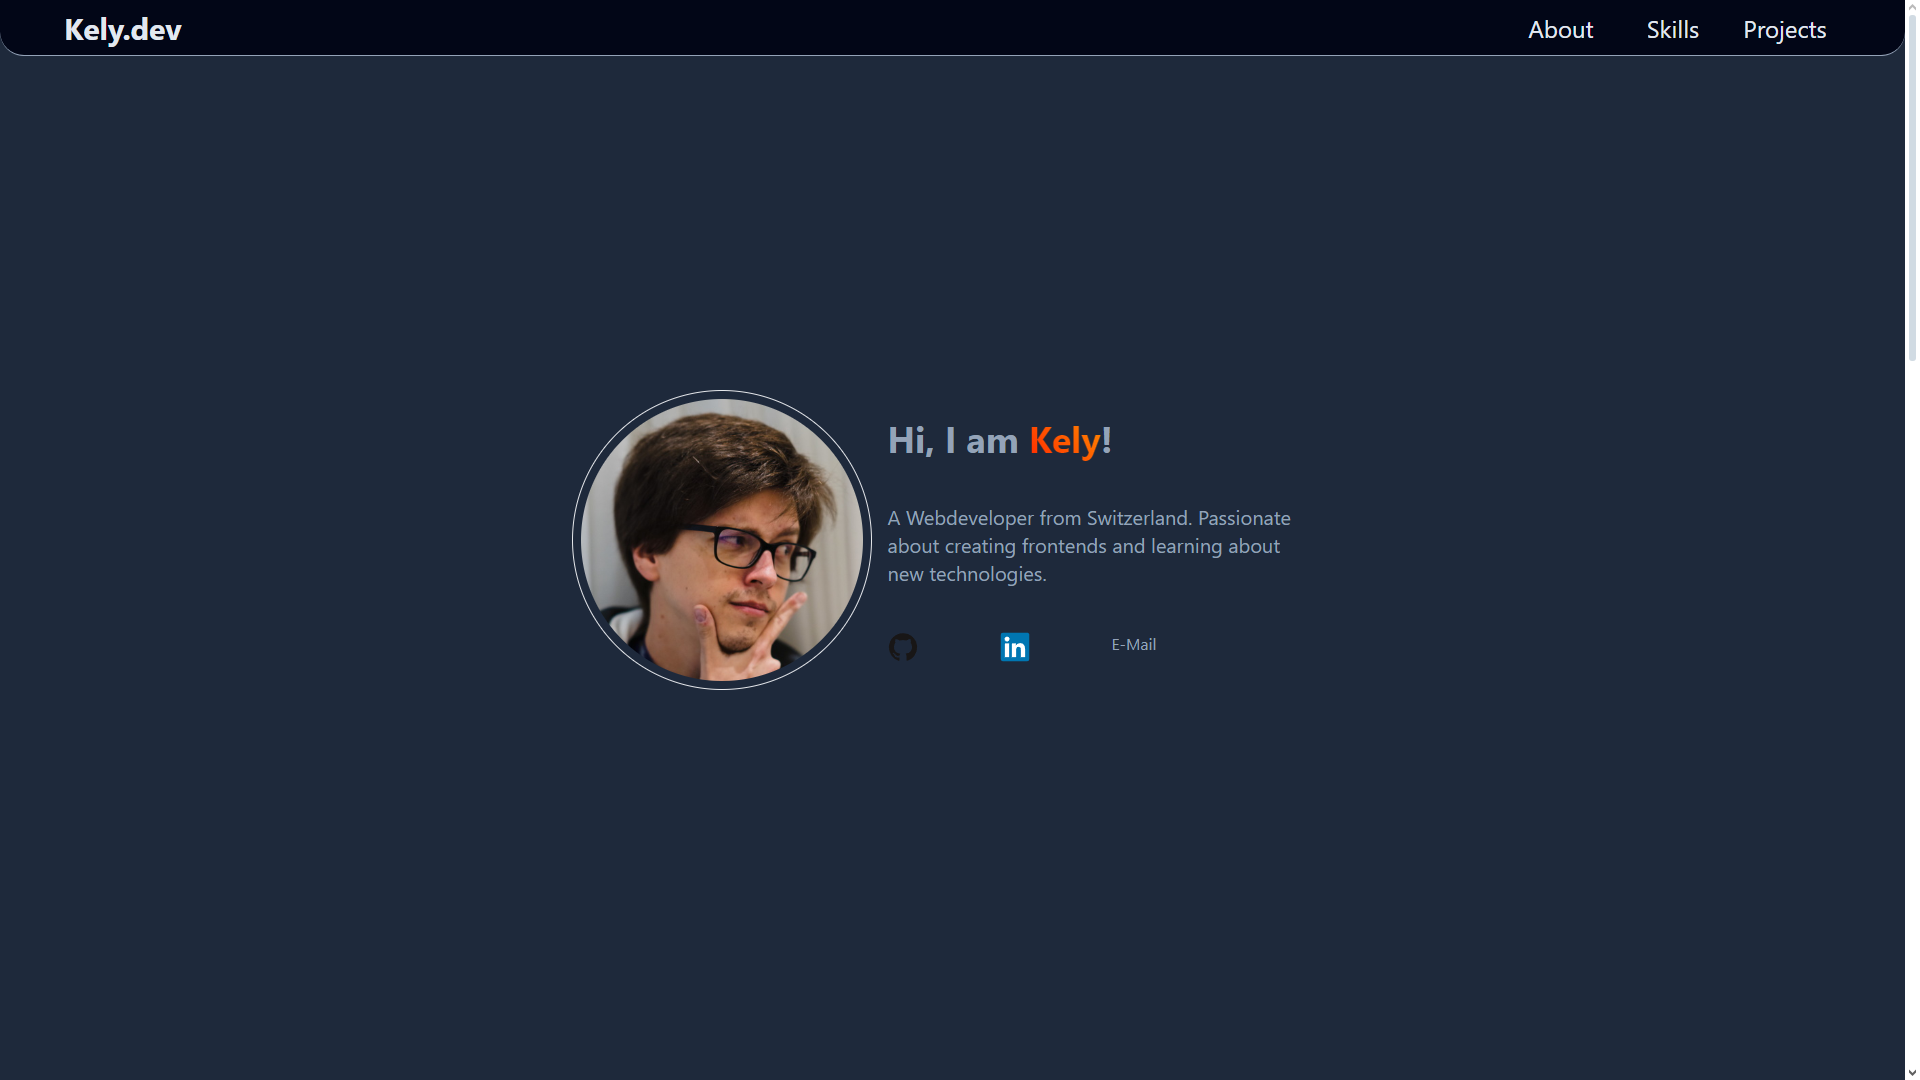 Kely.dev
About Skills Projects
Hi, I am Kely!
A Webdeveloper from Switzerland. Passionate
about creating frontends and learning about
new technologies.
in E-Mail